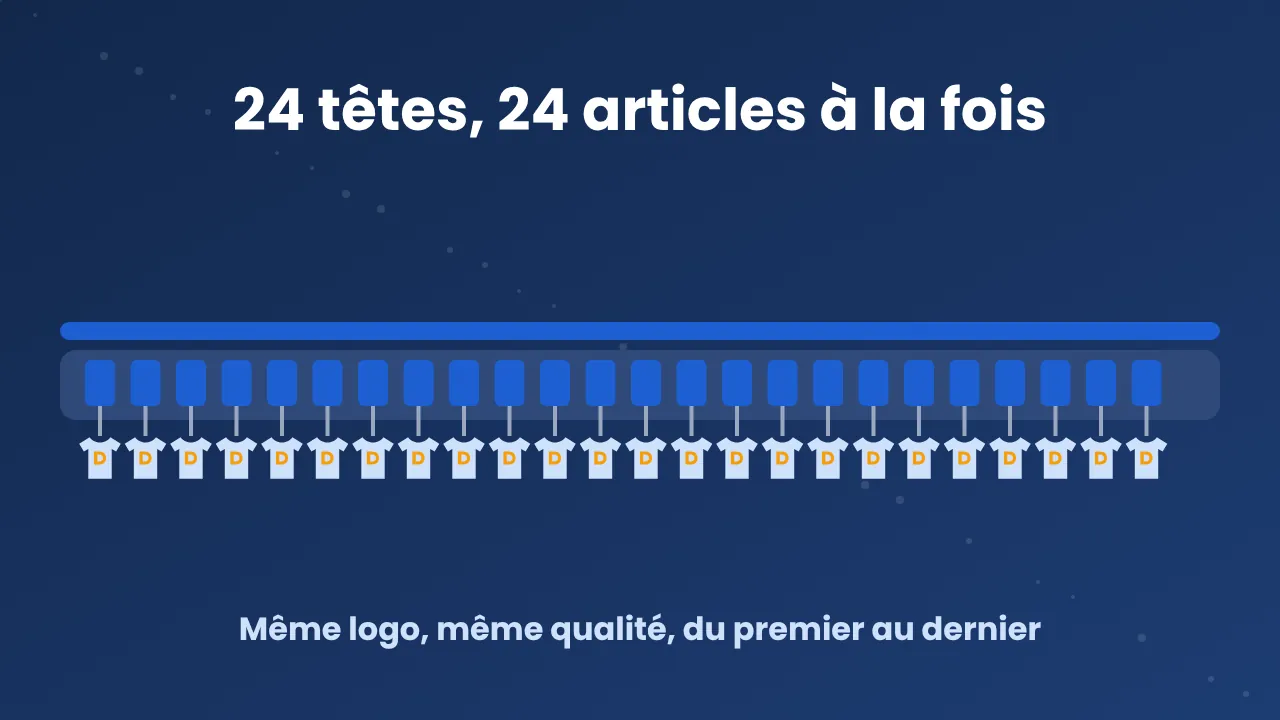 24 têtes, 24 articles à la fois
D D D D D D D D D D D D D D D D D D D D D D D D
Même logo, même qualité, du premier au dernier